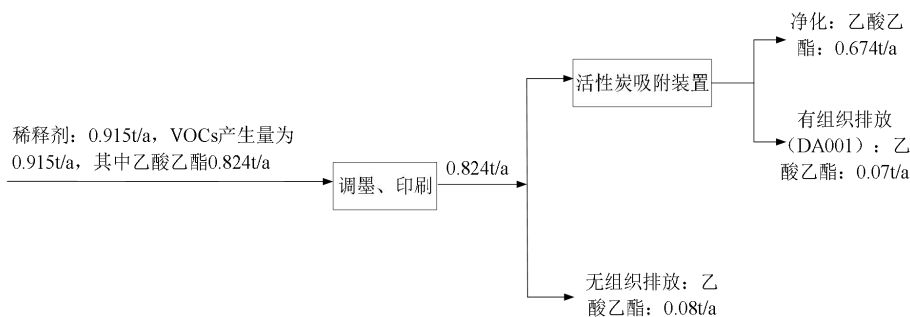 稀释剂：0.915t/a，VOCs产生量为
0.915t/a，其中乙酸乙酯0.824t/a
调墨、印刷
0.824t/a
活性炭吸附装置
净化：乙酸乙
酯：0.674t/a
有组织排放
（DA001）：乙
酸乙酯：0.07t/a
无组织排放：乙
酸乙酯：0.08t/a